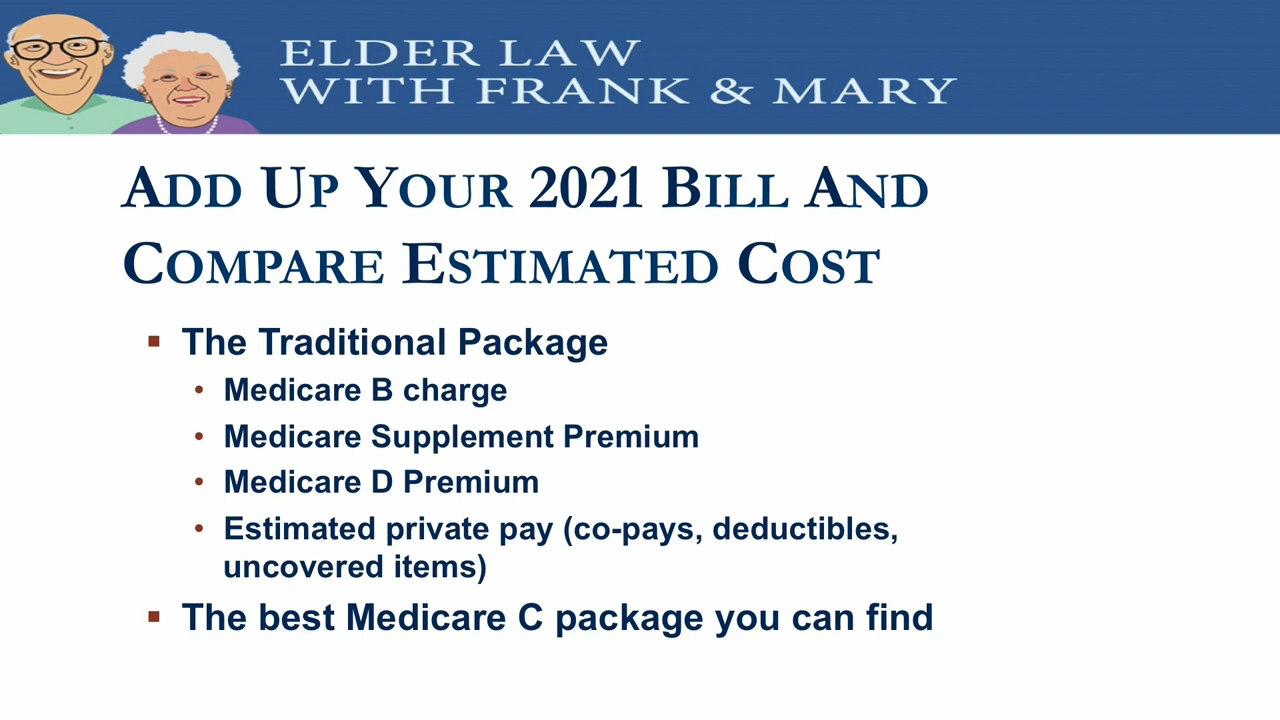 ELDER LAW
WITH FRANK & MARY
ADD UP YOUR 2021 BILL AND
COMPARE ESTIMATED COST
▪ The Traditional Package
• Medicare B charge
• Medicare Supplement Premium
• Medicare D Premium
• Estimated private pay (co-pays, deductibles,
uncovered items)
▪ The best Medicare C package you can find